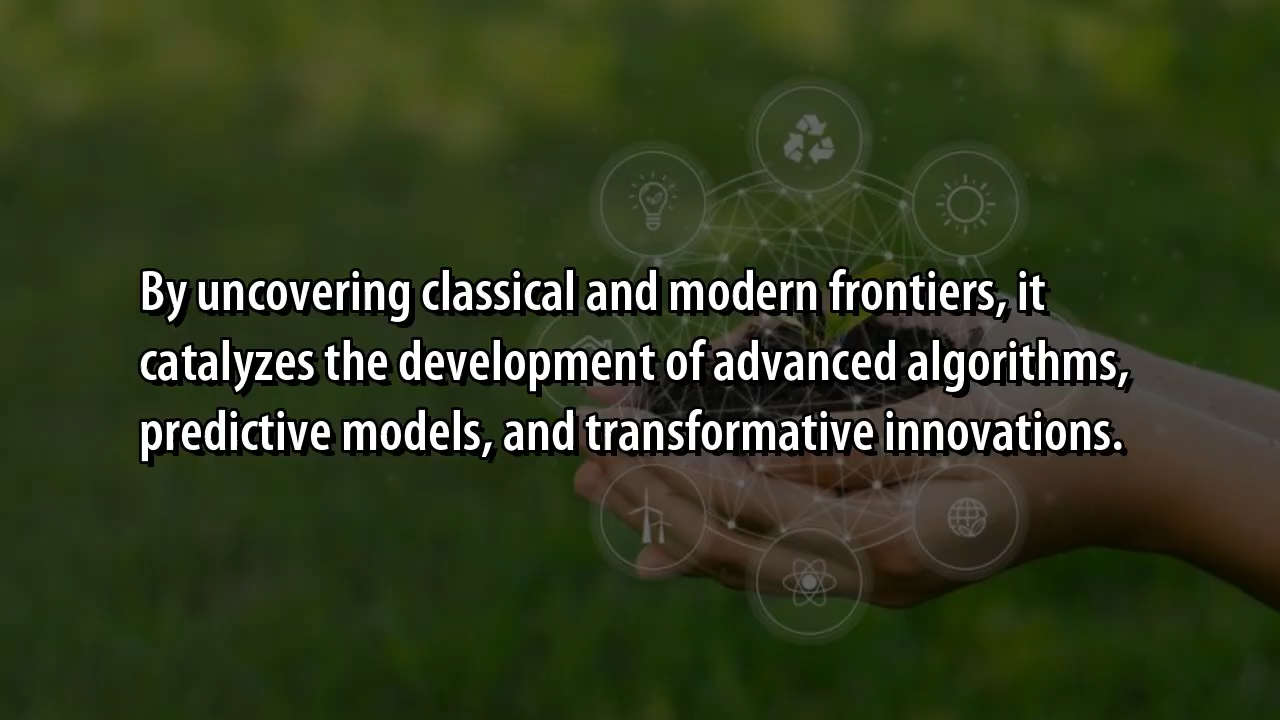 By uncovering classical and modern frontiers, it
catalyzes the development of advanced algorithms,
predictive models, and transformative innovations.